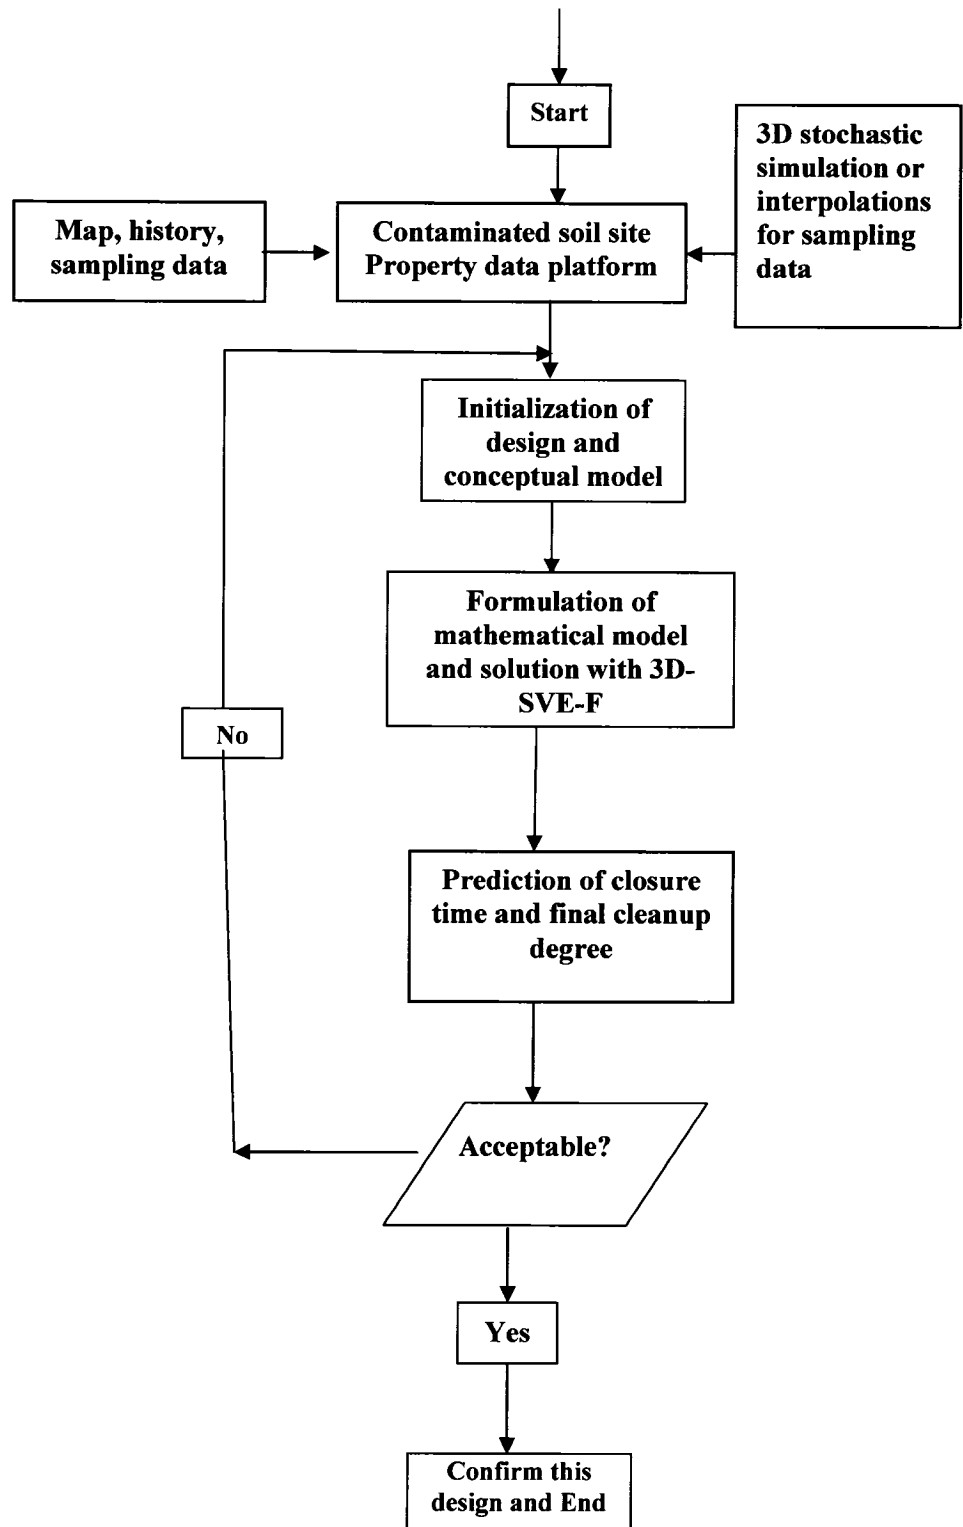 Start
3D stochastic
simulation or
interpolations
for sampling
data
Map, history,
sampling data
Contaminated soil site
Property data platform
Initialization of
design and
conceptual model
Formulation of
mathematical model
and solution with 3D-
SVE-F
No
Prediction of closure
time and final cleanup
degree
Acceptable?
Yes
Confirm this
design and End